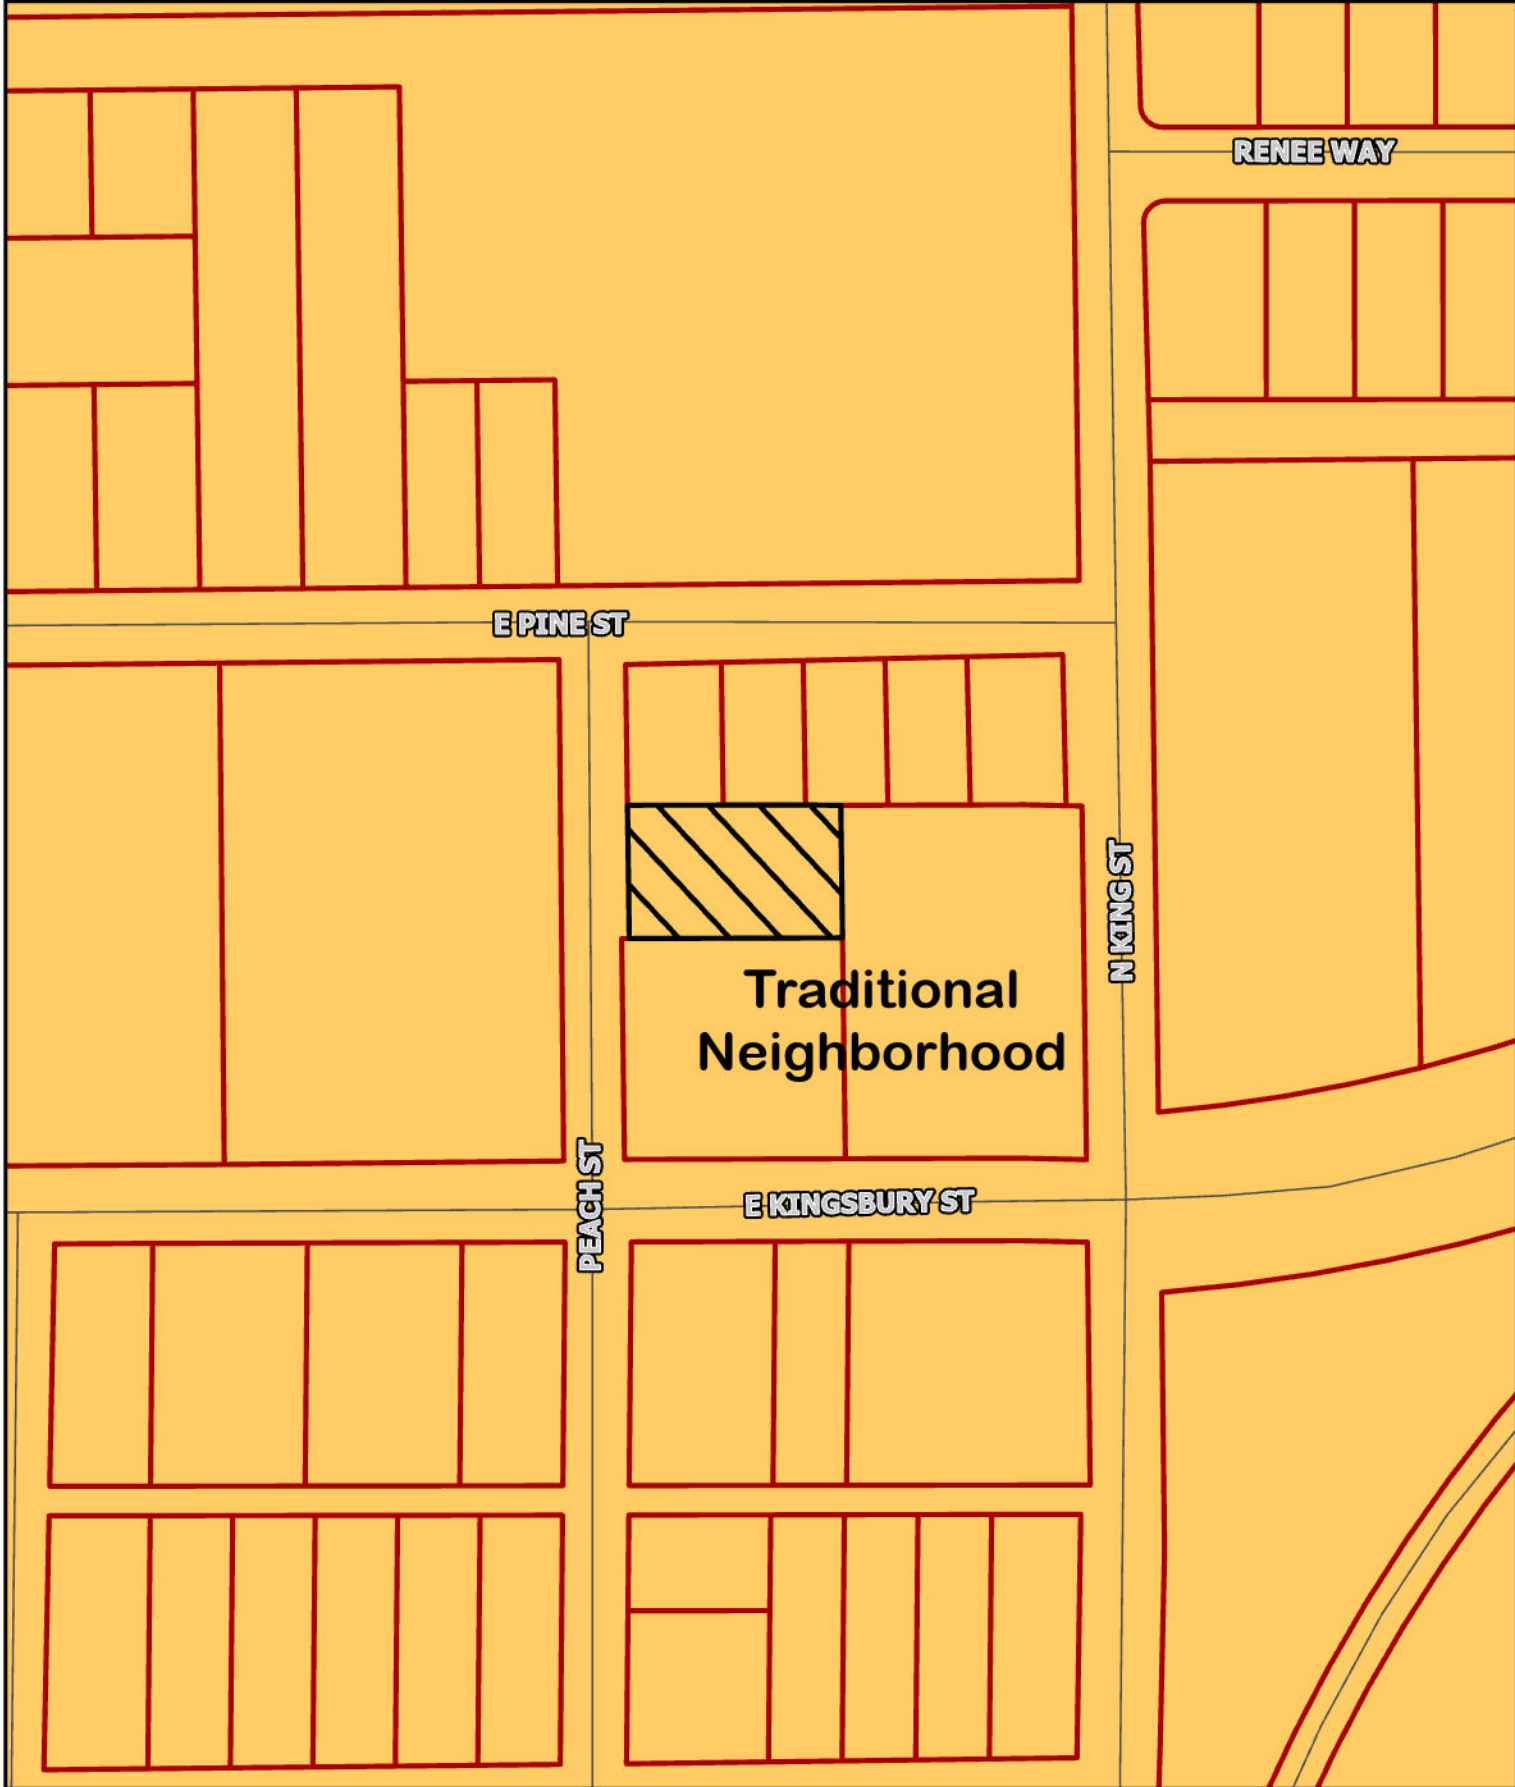 RENEE WAY
E PINE ST
N KING ST
Traditional
Neighborhood
PEACH ST
E KINGSBURY ST